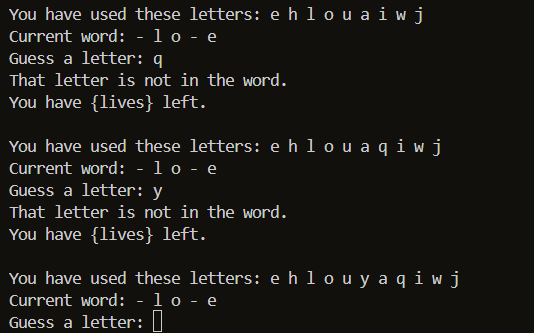 You have used these letters: e h l o u a i w j
Current word: - l o - e
Guess a letter: q
That letter is not in the word.
You have {lives} left.
You have used these letters: e h l o u a q i w j
Current word: - l o - e
Guess a letter: y
That letter is not in the word.
You have {lives} left.
You have used these letters: e h l o u y a q i w j
Current word: - l o - e
Guess a letter: